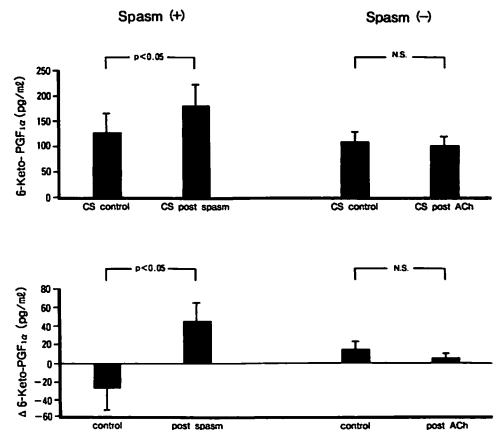 Spasm (+)
Spasm (−)
p<0.05
N.S.
6-Keto-PGF1α (pg/mℓ)
250
200
150
100
50
0
CS control
CS post spasm
CS control
CS post ACh
p<0.05
N.S.
Δ 6-Keto-PGF1α (pg/mℓ)
80
60
40
20
0
−20
−40
−60
control
post spasm
control
post ACh